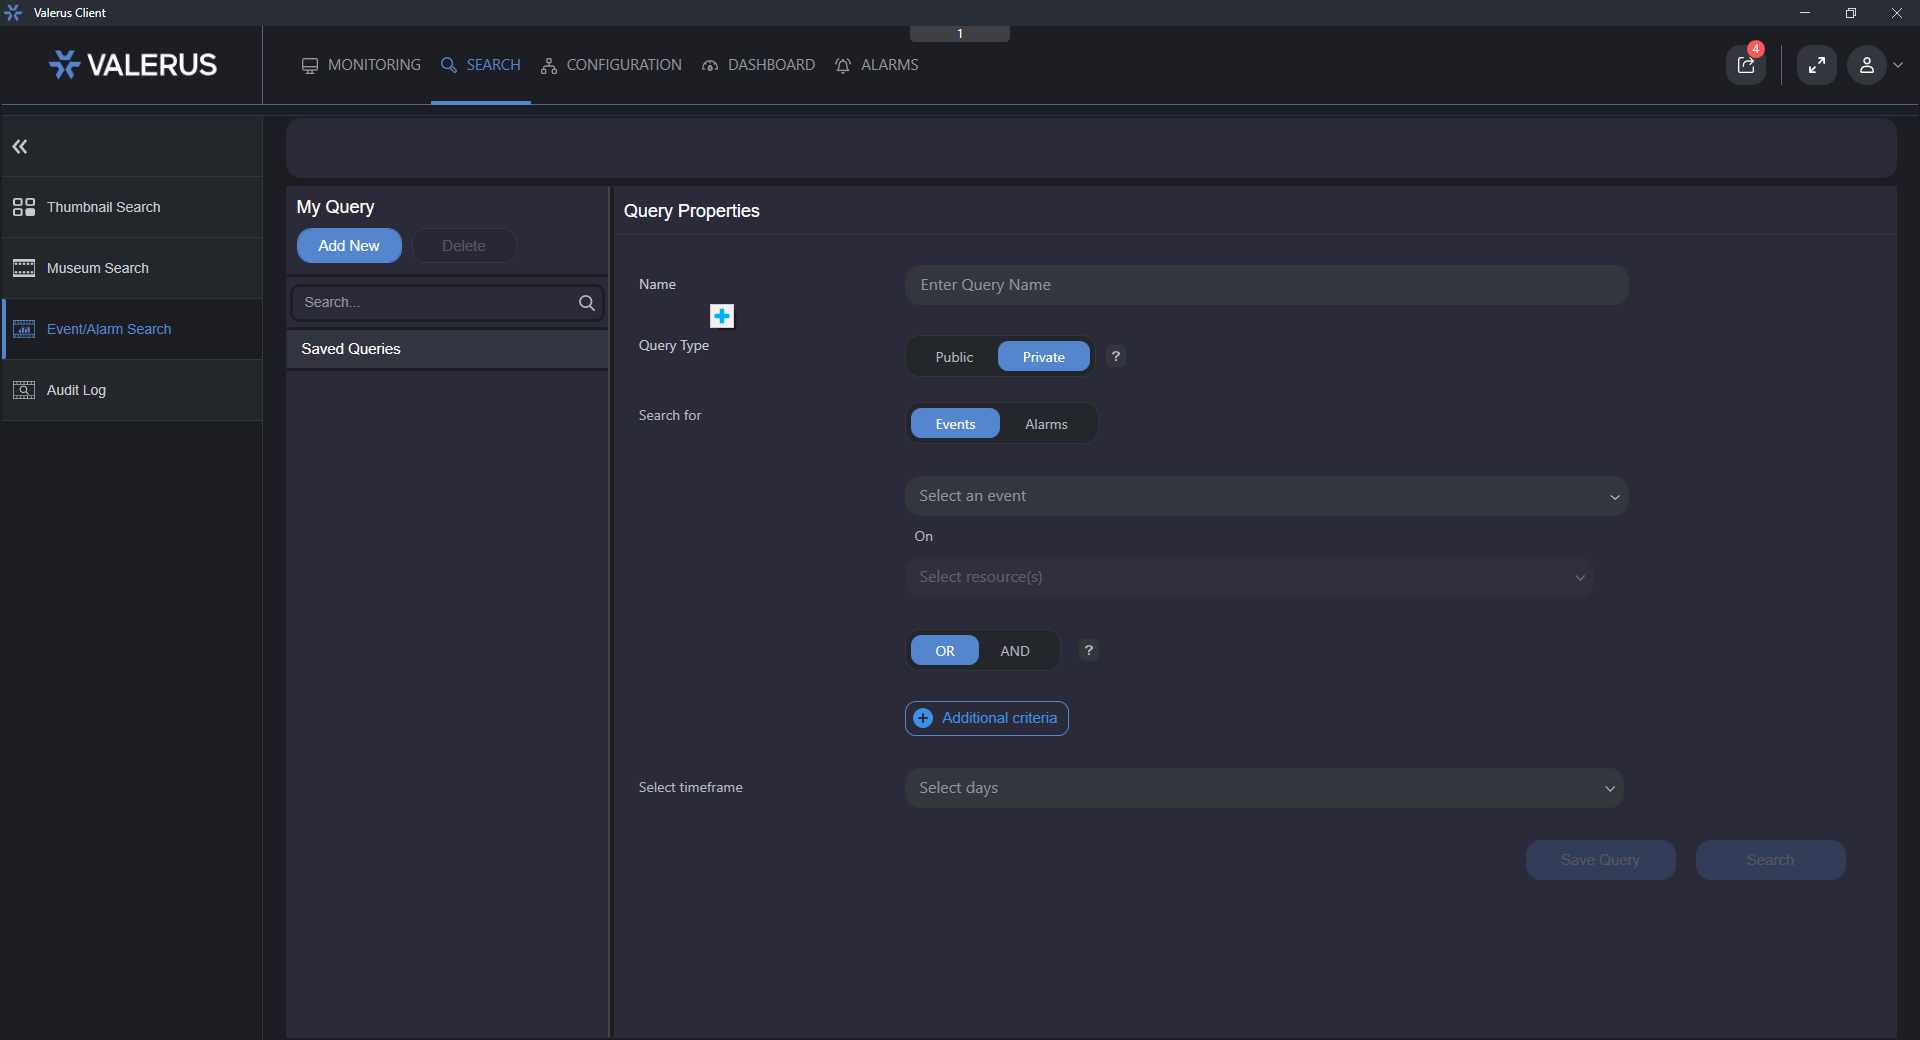 Valerus Client
1
VALERUS
MONITORING
SEARCH
CONFIGURATION
DASHBOARD
ALARMS
4
Thumbnail Search
Museum Search
Event/Alarm Search
Audit Log
My Query
Add New
Delete
Search...
Saved Queries
Query Properties
Name
Enter Query Name
Query Type
Public
Private
?
Search for
Events
Alarms
Select an event
On
Select resource(s)
OR
AND
?
Additional criteria
Select timeframe
Select days
Save Query
Search